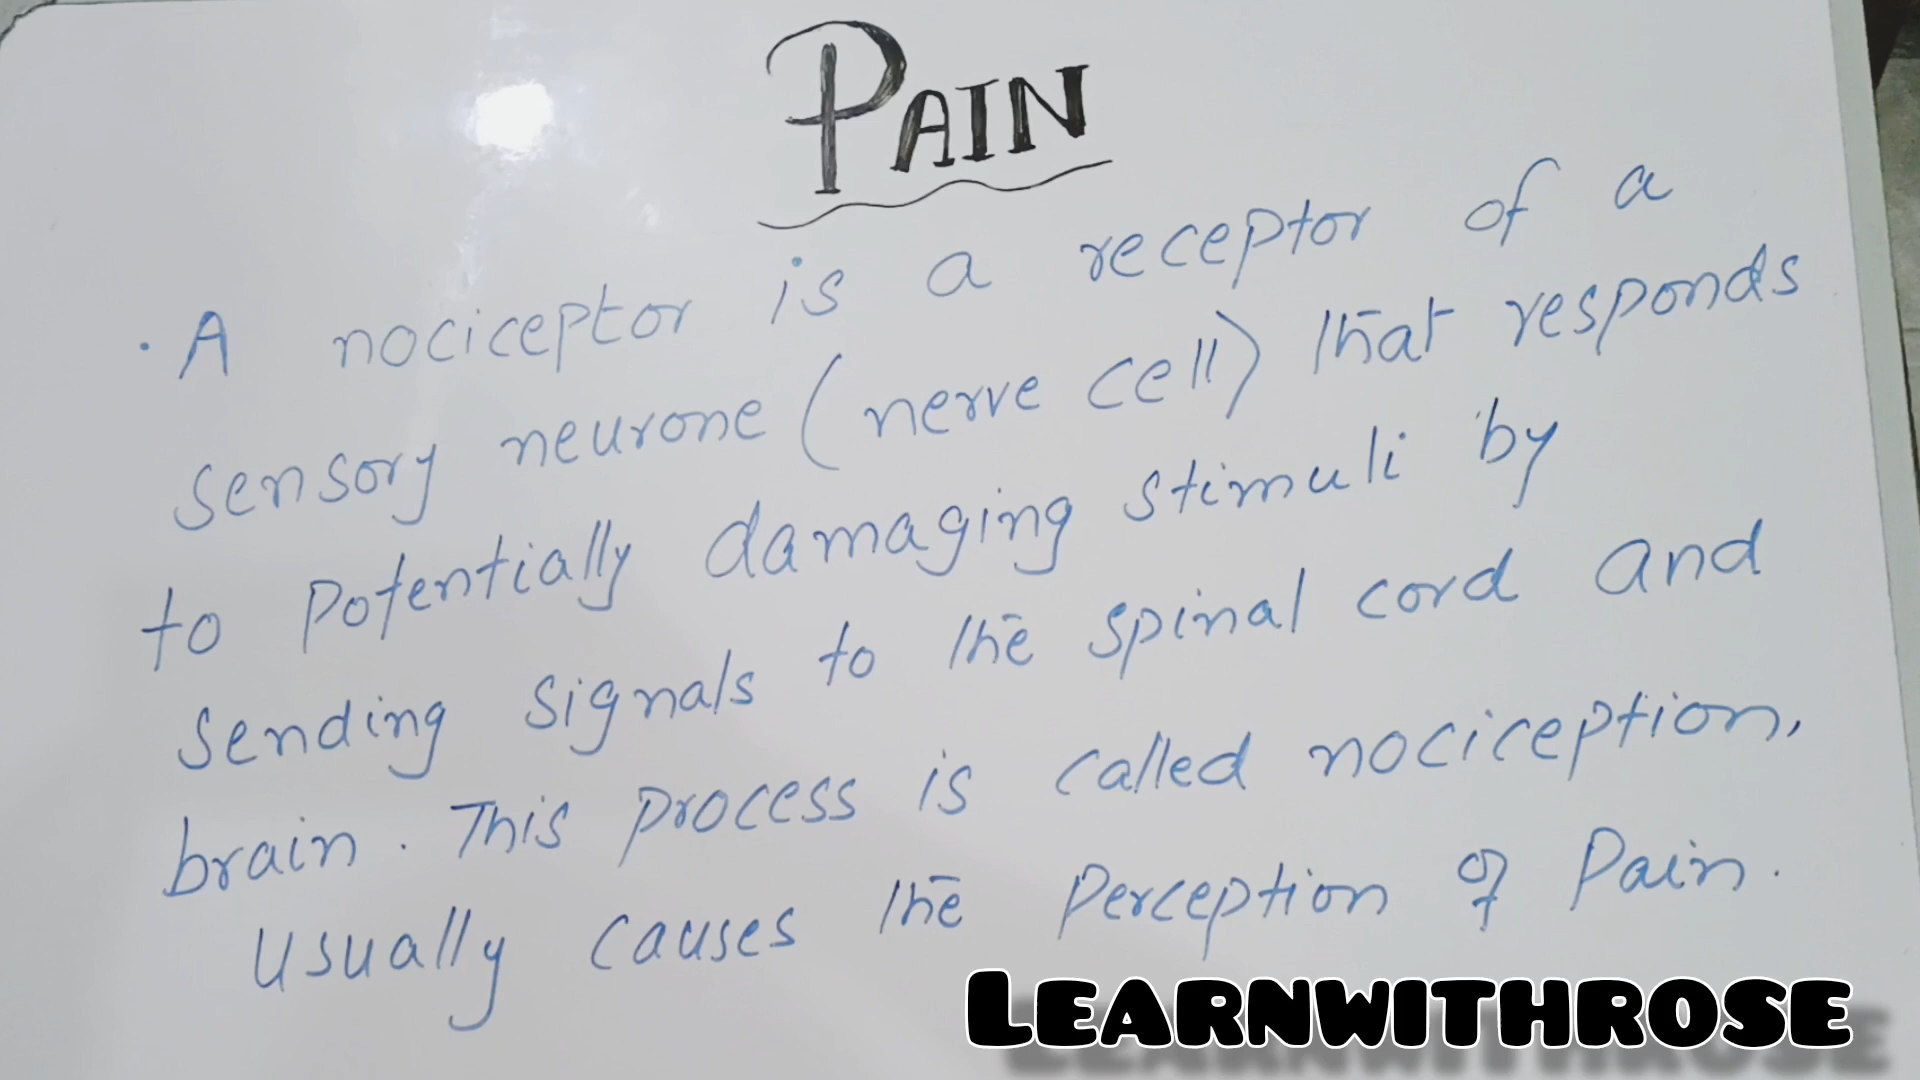 PAIN
. A nociceptor is a receptor of a
sensory neurone (nerve cell) that responds
to potentially damaging stimuli by
sending signals to the spinal cord and
brain. This process is called nociception,
usually causes the perception of pain.
LEARNWITHROSE